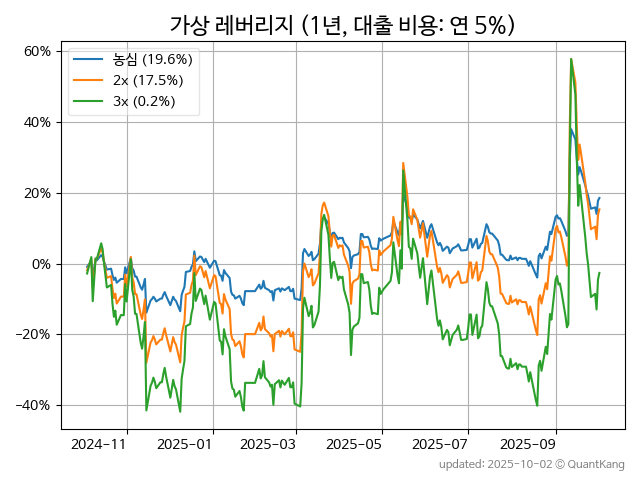 가상 레버리지 (1년, 대출 비용: 연 5%)
농심 (19.6%)
2x (17.5%)
3x (0.2%)
60%
40%
20%
0%
−20%
−40%
2024-11 2025-01 2025-03 2025-05 2025-07 2025-09
updated: 2025-10-02 © QuantKang